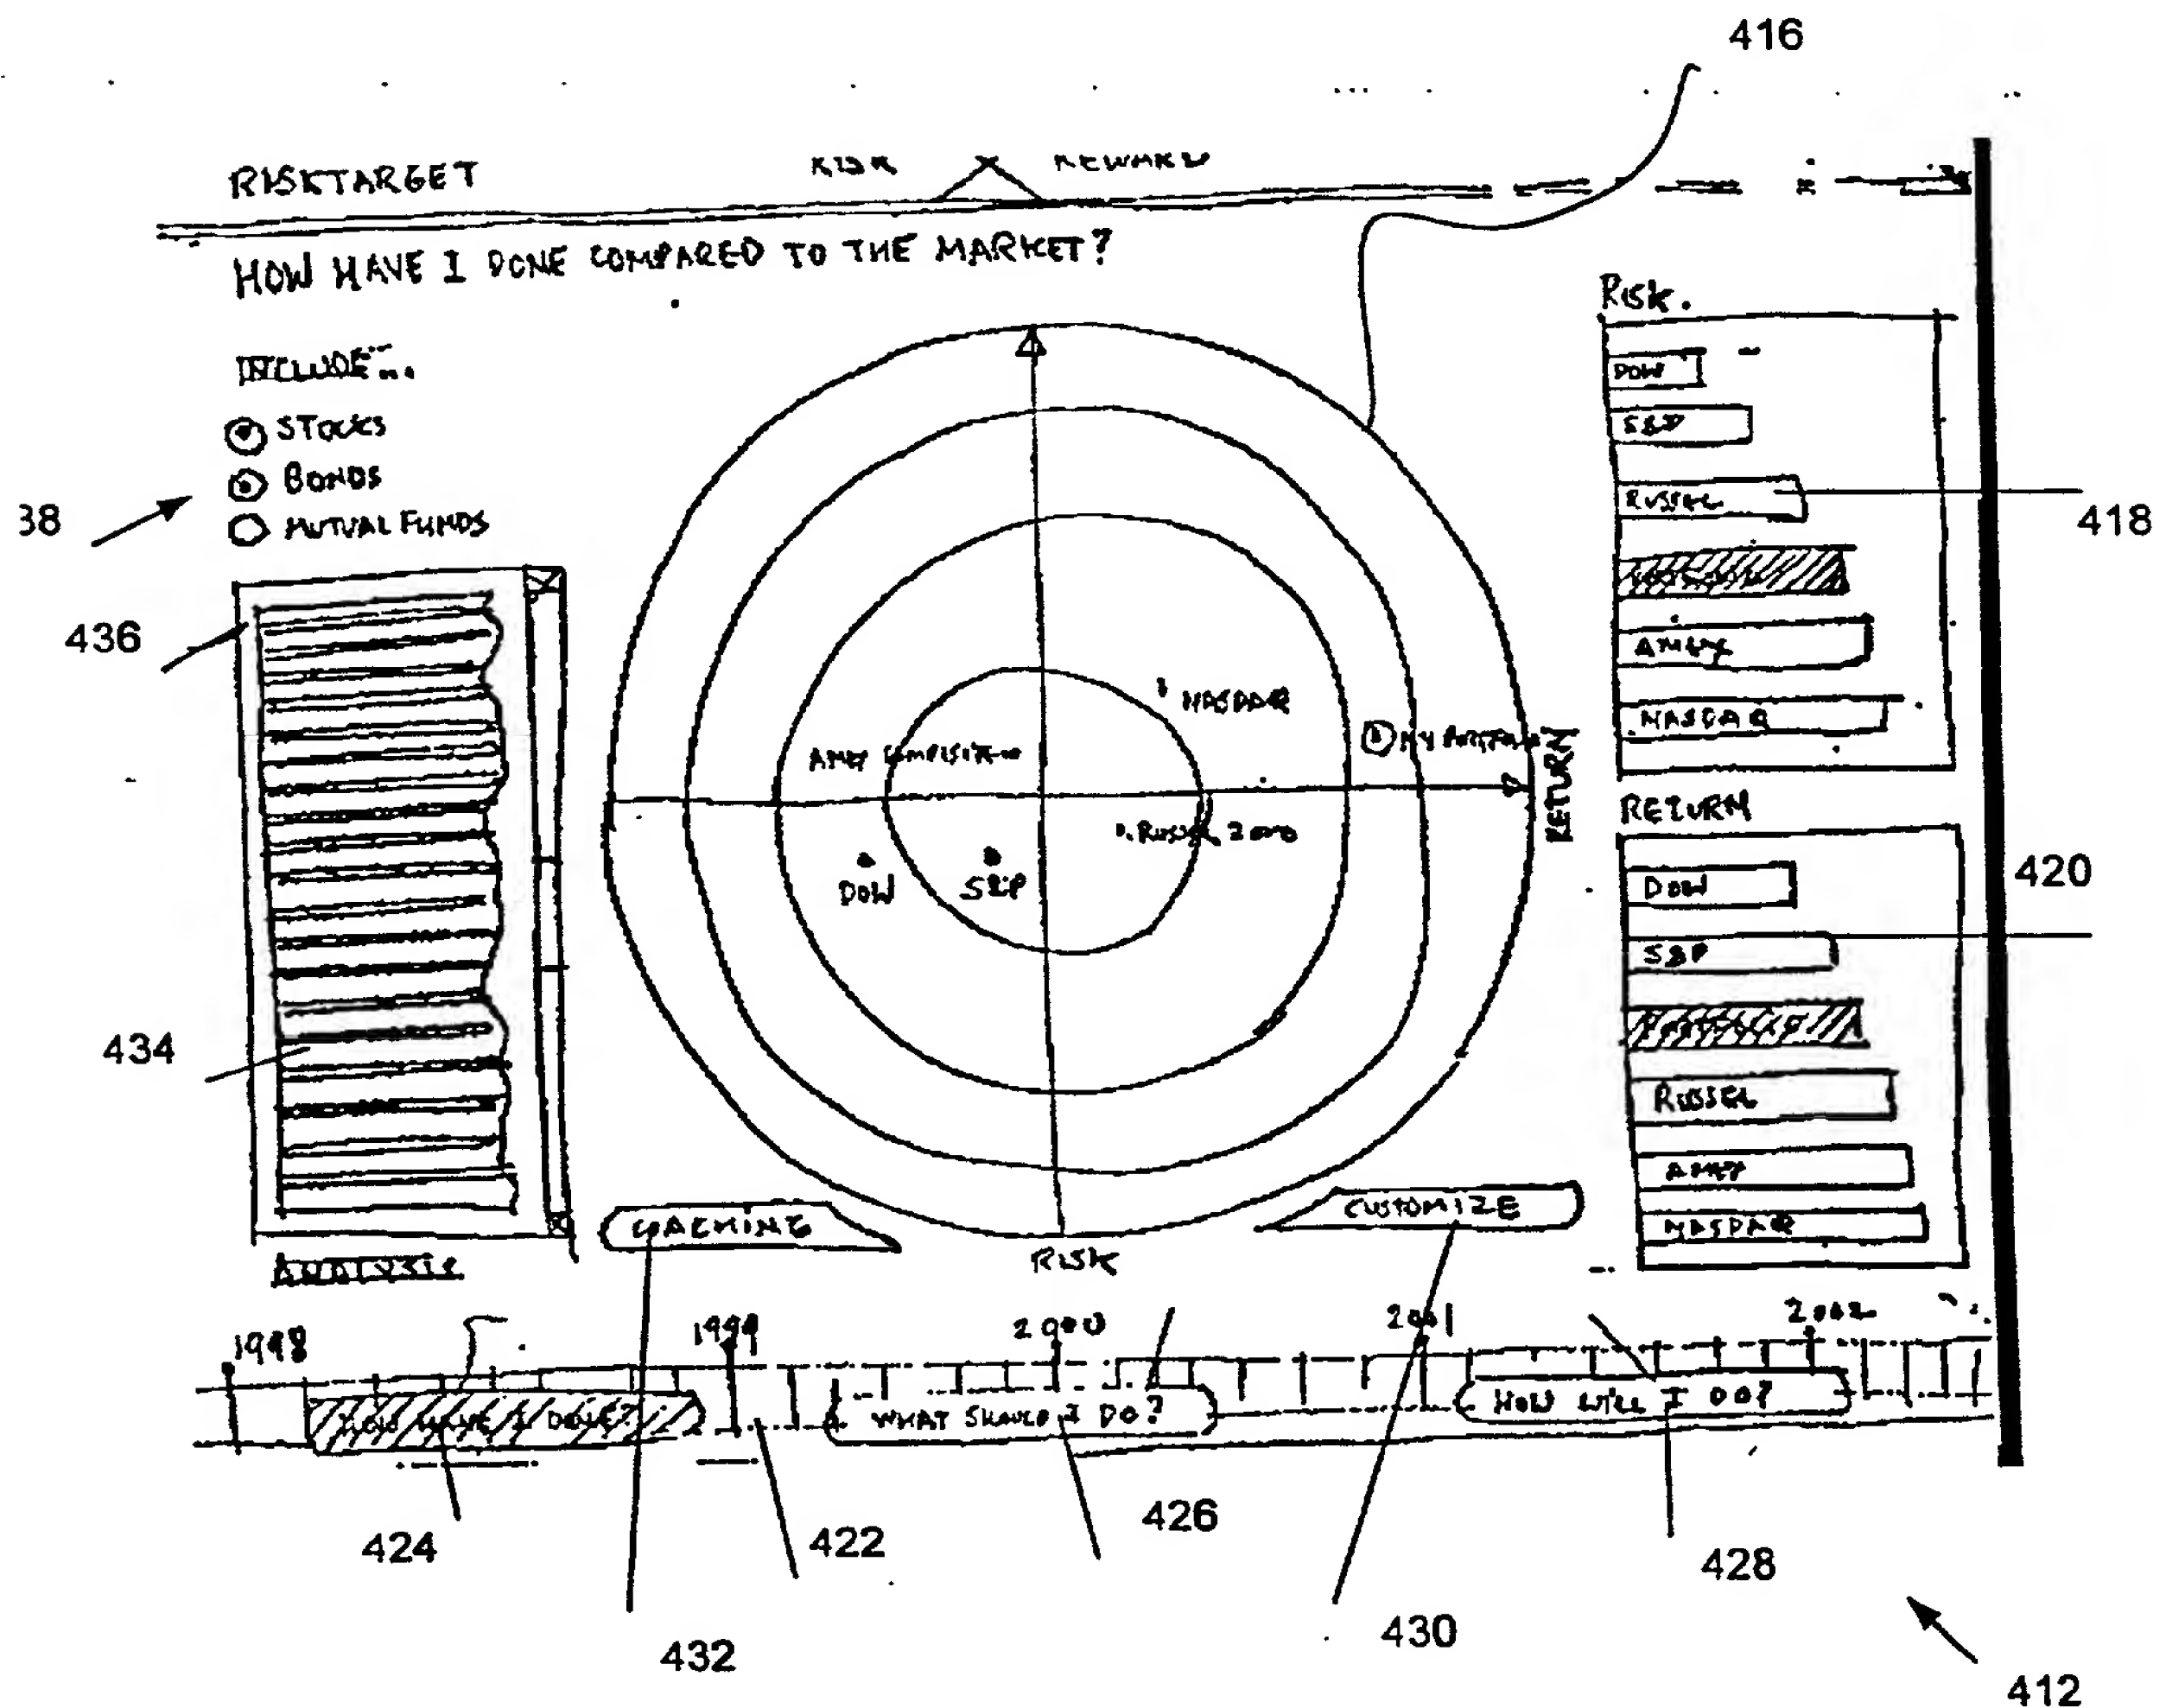 416
RISKTARGET
RISK REWARD
HOW HAVE I DONE COMPARED TO THE MARKET?
INCLUDE...
STOCKS
BONDS
MUTUAL FUNDS
38
436
434
NASDAQ
AMEX COMPOSITE
MY PORTFOLIO
RUSSEL 2000
DOW
S&P
RETURN
RISK
RISK.
DOW
S&P
RUSSEL
AMEX
NASDAQ
418
RETURN
DOW
S&P
PORTFOLIO
RUSSEL
AMEX
NASDAQ
420
COACHING
CUSTOMIZE
ANALYSIS
1998
1999
2000
2001
2002
HOW HAVE I DONE?
WHAT SHOULD I DO?
HOW WILL I DO?
424
422
426
428
432
430
412